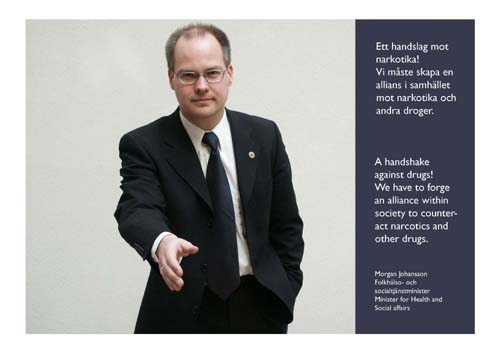 Ett handslag mot
narkotika!
Vi måste skapa en
allians i samhället
mot narkotika och
andra droger.
A handshake
against drugs!
We have to forge
an alliance within
society to counter-
act narcotics and
other drugs.
Morgan Johansson
Folkhälso- och
socialtjänstminister
Minister for Health and
Social affairs